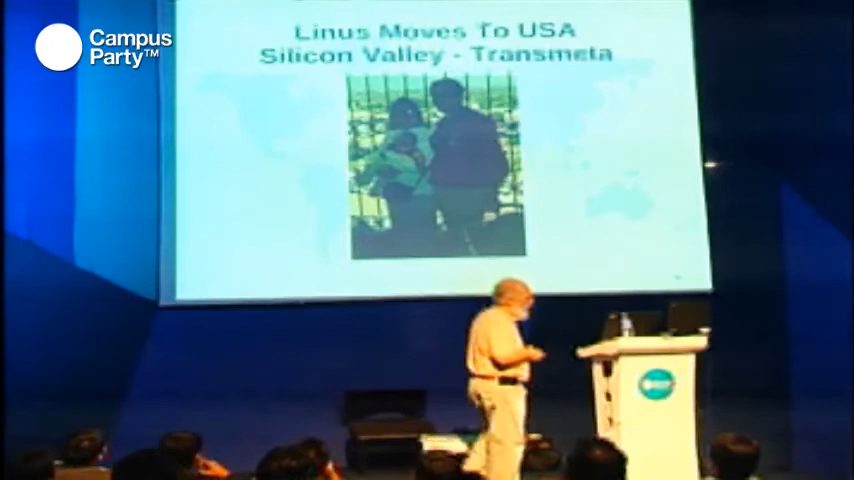 Campus
Party™
Linus Moves To USA
Silicon Valley - Transmeta